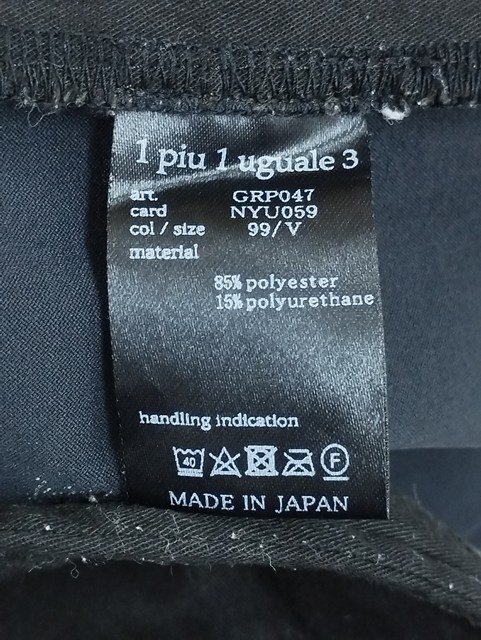 1 piu 1 uguale 3
art. GRP047
card NYU059
col / size 99/V
material
85% polyester
15% polyurethane
handling indication
40 F
MADE IN JAPAN